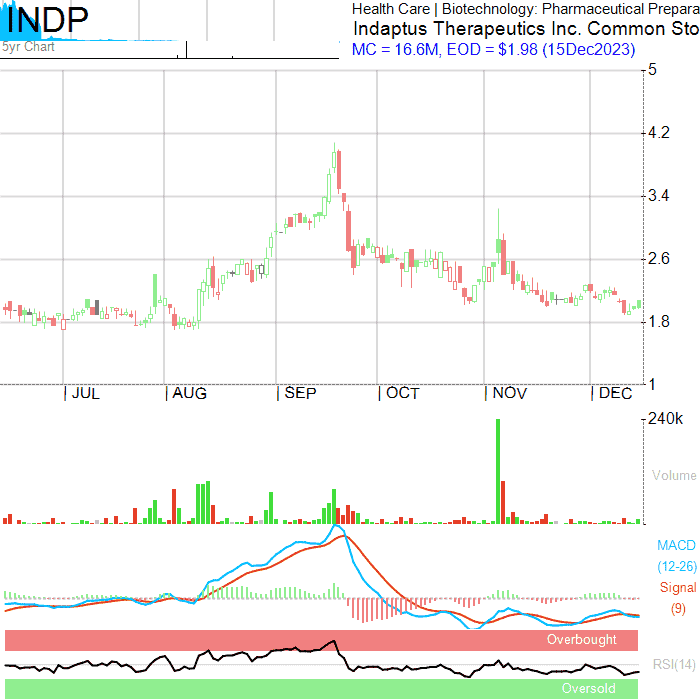 INDP
5yr Chart
Health Care | Biotechnology: Pharmaceutical Prepara
Indaptus Therapeutics Inc. Common Sto
MC = 16.6M, EOD = $1.98 (15Dec2023)
5
4.2
3.4
2.6
1.8
1
| JUL | AUG | SEP | OCT | NOV | DEC
240k
Volume
MACD
(12-26)
Signal
(9)
Overbought
RSI(14)
Oversold